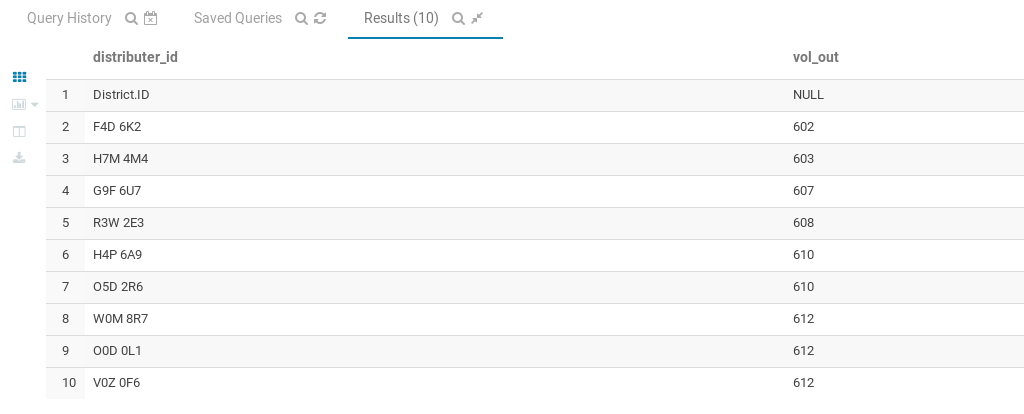 Query History Saved Queries Results (10)
distributer_id vol_out
1 District.ID NULL
2 F4D 6K2 602
3 H7M 4M4 603
4 G9F 6U7 607
5 R3W 2E3 608
6 H4P 6A9 610
7 O5D 2R6 610
8 W0M 8R7 612
9 O0D 0L1 612
10 V0Z 0F6 612